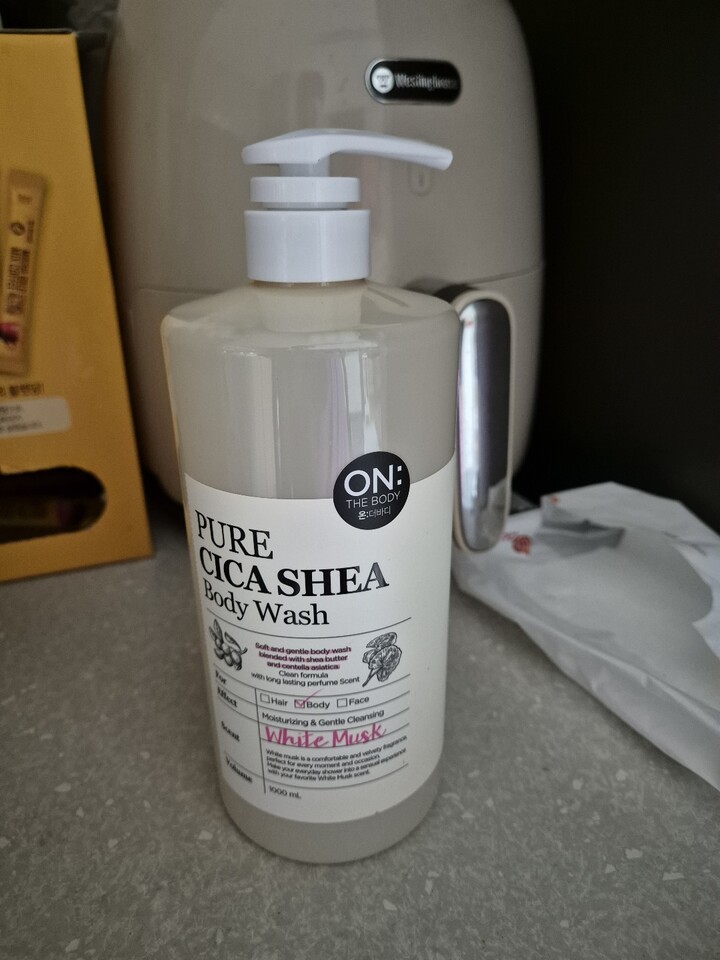 Westinghouse
ON:
THE BODY
온:더바디
PURE
CICA SHEA
Body Wash
Soft and gentle body wash
blended with shea butter
and centella asiatica.
Clean formula
with long lasting perfume Scent
For
Hair Body Face
Effect
Moisturizing & Gentle Cleansing
Scent
White Musk
White musk is a comfortable and velvety fragrance
perfect for every moment and occasion.
Make your everyday shower into a sensual experience
with your favorite White Musk scent.
Volume
1000 mL